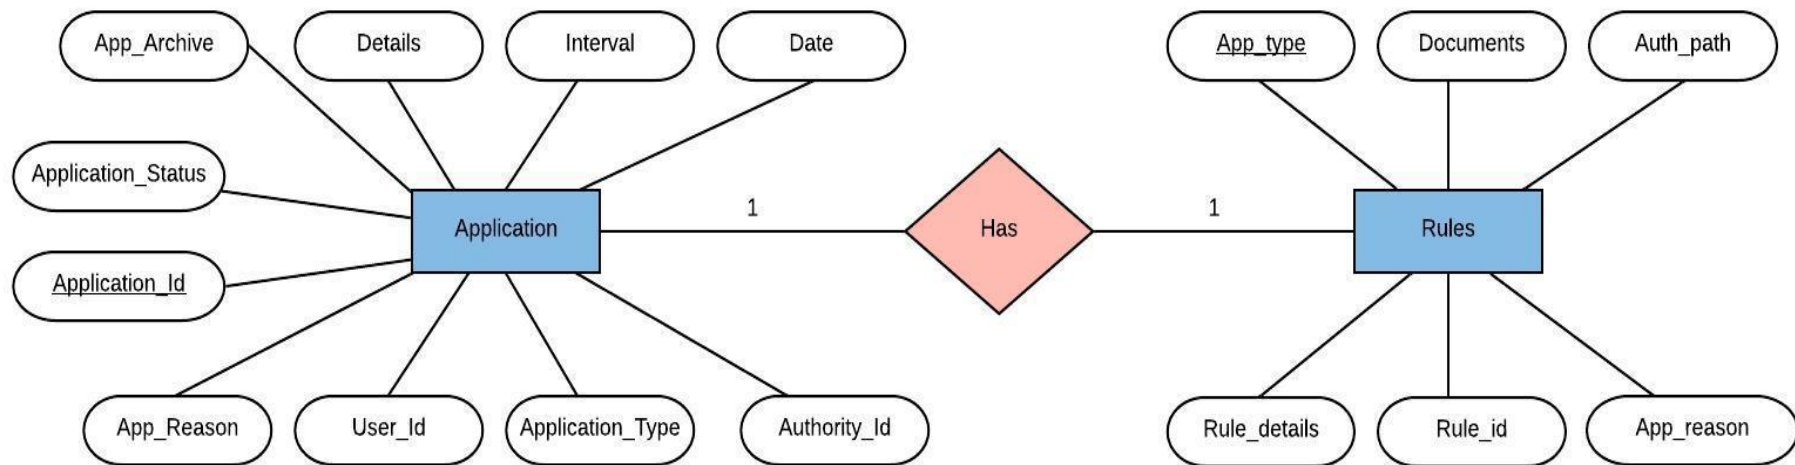 App_Archive
Details
Interval
Date
App_type
Documents
Auth_path
Application_Status
Application
1
Has
1
Rules
Application_Id
App_Reason
User_Id
Application_Type
Authority_Id
Rule_details
Rule_id
App_reason